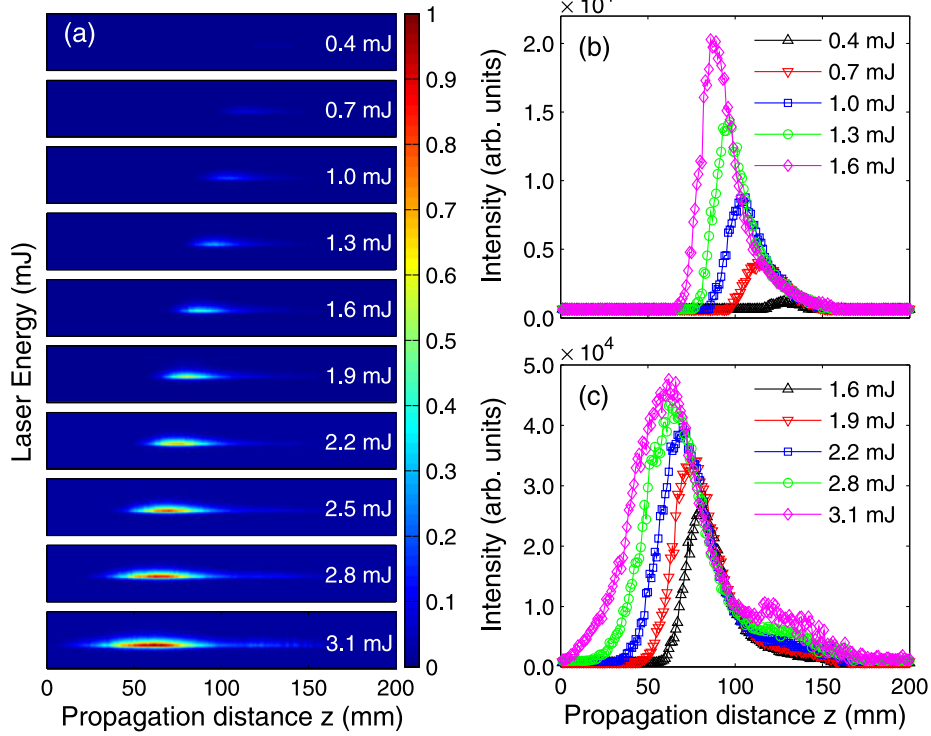 (a)
0.4 mJ
0.7 mJ
1.0 mJ
1.3 mJ
1.6 mJ
1.9 mJ
2.2 mJ
2.5 mJ
2.8 mJ
3.1 mJ
Laser Energy (mJ)
0 50 100 150 200
Propagation distance z (mm)
1
0.9
0.8
0.7
0.6
0.5
0.4
0.3
0.2
0.1
0
(b)
2.0
1.5
1.0
0.5
0.0
Intensity (arb. units)
0.4 mJ
0.7 mJ
1.0 mJ
1.3 mJ
1.6 mJ
0 50 100 150 200
× 10⁴
(c)
5.0
4.0
3.0
2.0
1.0
0.0
Intensity (arb. units)
1.6 mJ
1.9 mJ
2.2 mJ
2.8 mJ
3.1 mJ
0 50 100 150 200
Propagation distance z (mm)